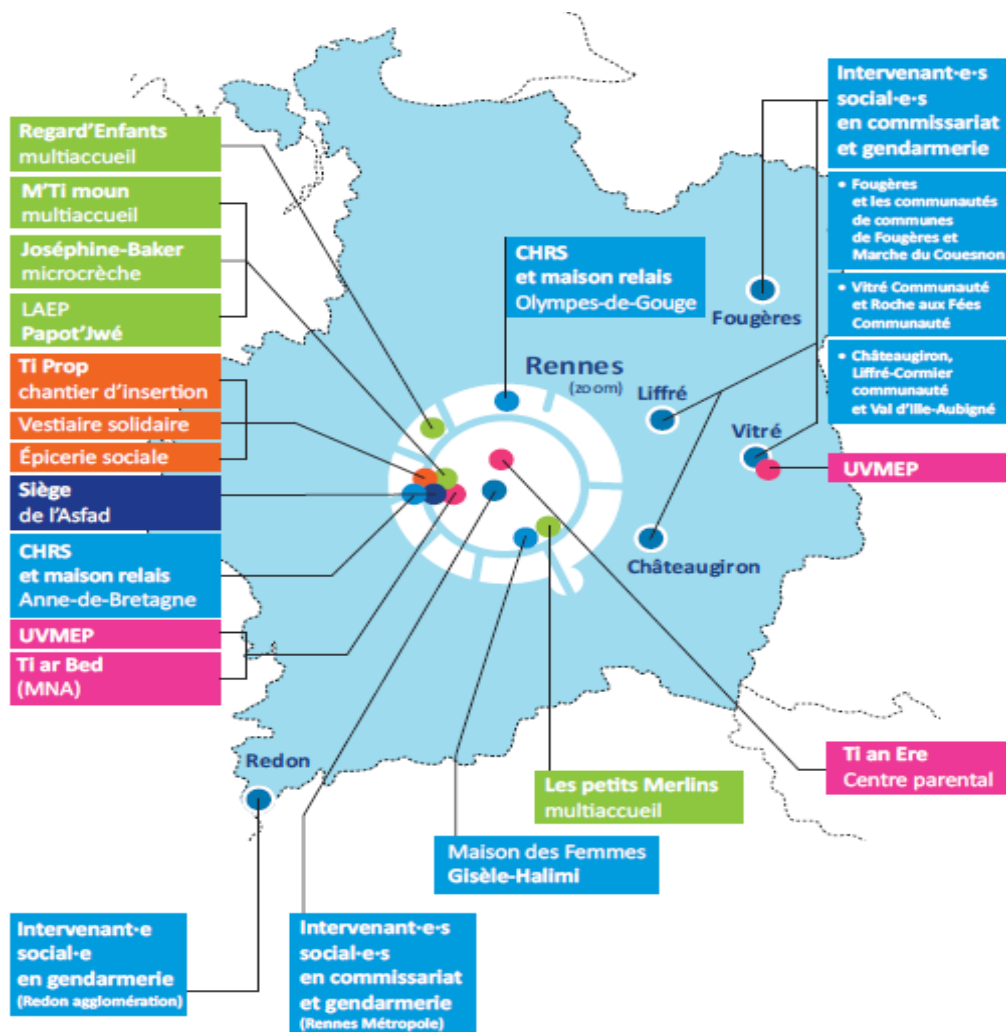 Regard'Enfants
multiaccueil
M'Ti moun
multiaccueil
Joséphine-Baker
microcrèche
LAEP
Papot'Jwé
Ti Prop
chantier d'insertion
Vestiaire solidaire
Épicerie sociale
Siège
de l'Asfad
CHRS
et maison relais
Anne-de-Bretagne
UVMEP
Ti ar Bed
(MNA)
CHRS
et maison relais
Olympes-de-Gouge
Rennes
(zoom)
Fougères
Liffré
Vitré
Châteaugiron
Redon
Intervenant·e·s
social·e·s
en commissariat
et gendarmerie
• Fougères
et les communautés
de communes
de Fougères et
Marche du Couesnon
• Vitré Communauté
et Roche aux Fées
Communauté
• Châteaugiron,
Liffré-Cormier
communauté
et Val d'Ille-Aubigné
UVMEP
Ti an Ere
Centre parental
Les petits Merlins
multiaccueil
Maison des Femmes
Gisèle-Halimi
Intervenant·e
social·e
en gendarmerie
(Redon agglomération)
Intervenant·e·s
social·e·s
en commissariat
et gendarmerie
(Rennes Métropole)